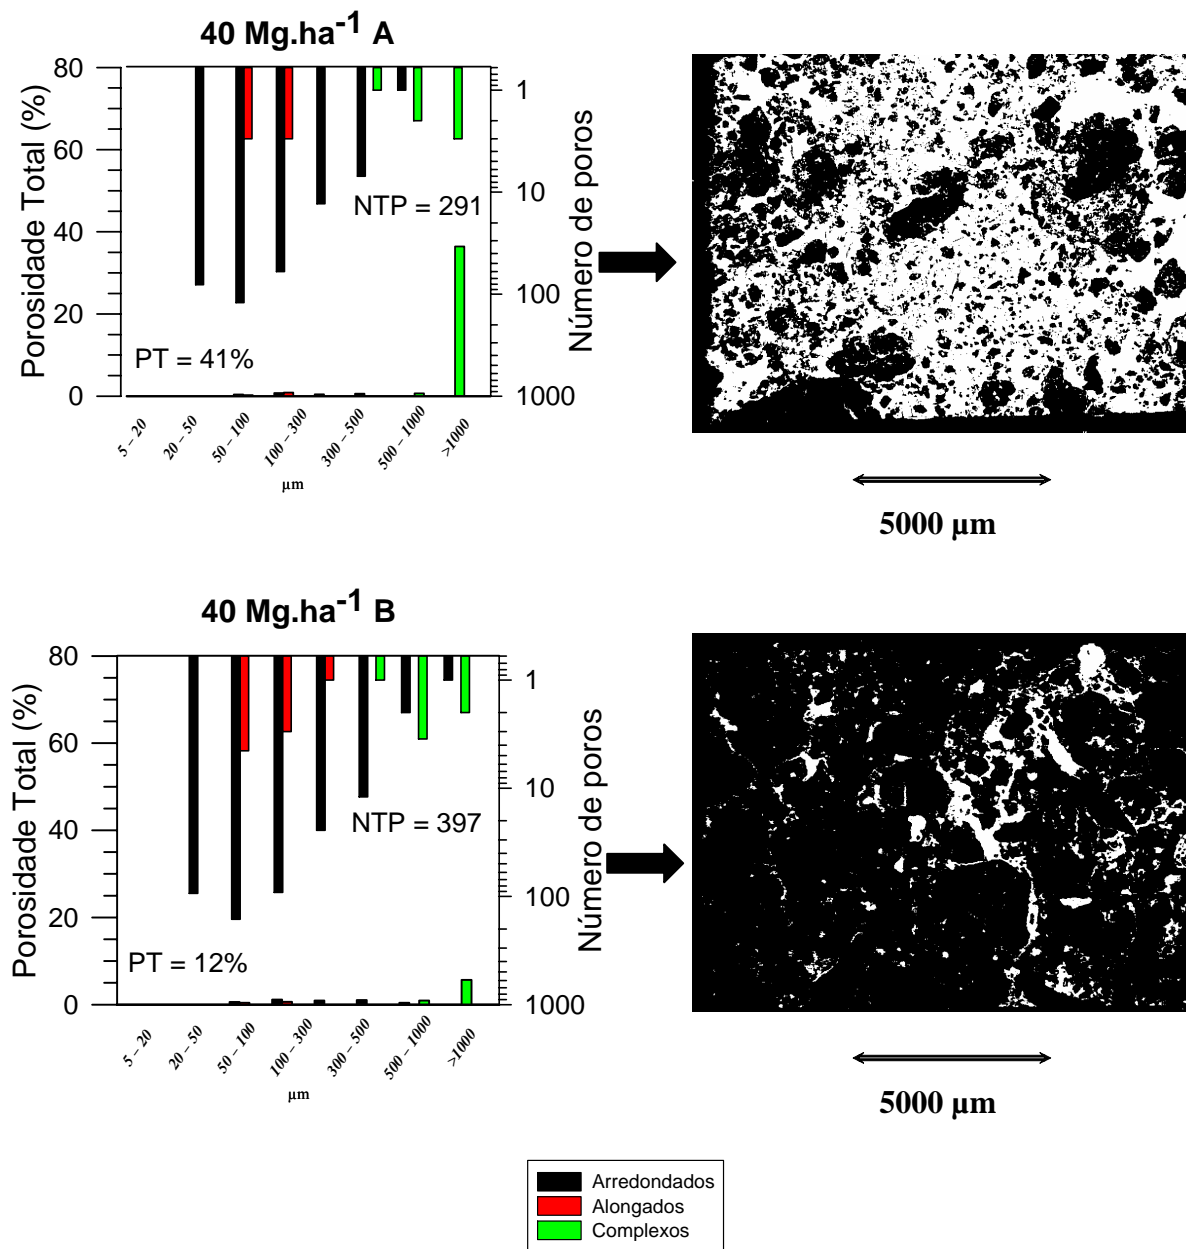 40 Mg.ha-1 A
Porosidade Total (%)
80
60
40
20
0
NTP = 291
PT = 41%
1
10
100
1000
Número de poros
5 – 20
20 – 50
50 – 100
100 – 300
300 – 500
500 – 1000
>1000
µm
5000 µm
40 Mg.ha-1 B
Porosidade Total (%)
80
60
40
20
0
NTP = 397
PT = 12%
1
10
100
1000
Número de poros
5 – 20
20 – 50
50 – 100
100 – 300
300 – 500
500 – 1000
>1000
µm
5000 µm
Arredondados
Alongados
Complexos